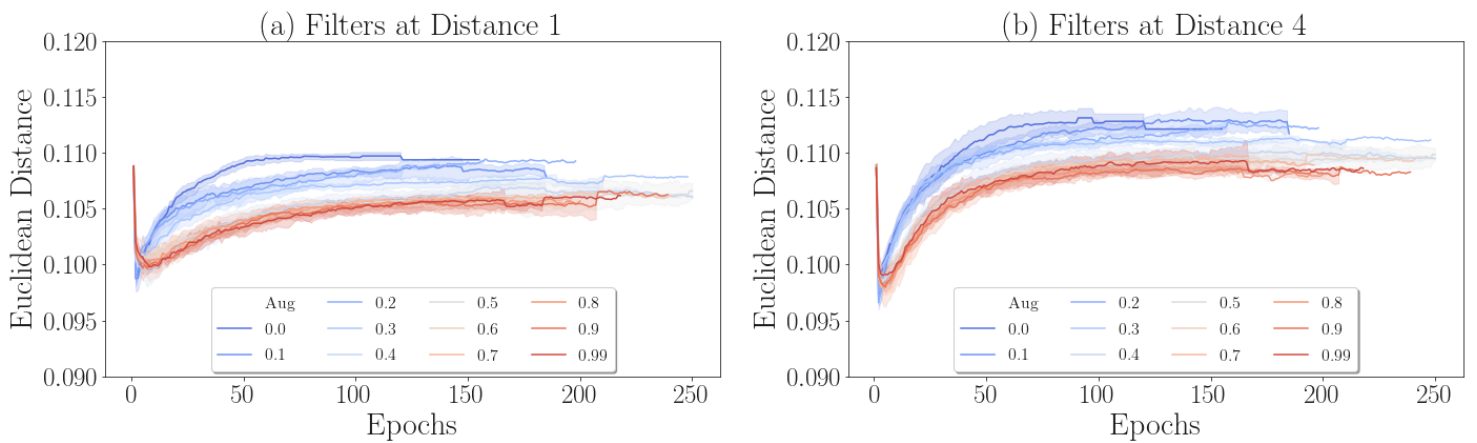 (a) Filters at Distance 1
Euclidean Distance
0.120
0.115
0.110
0.105
0.100
0.095
0.090
Aug 0.2 0.5 0.8
0.0 0.3 0.6 0.9
0.1 0.4 0.7 0.99
0 50 100 150 200 250
Epochs
(b) Filters at Distance 4
Euclidean Distance
0.120
0.115
0.110
0.105
0.100
0.095
0.090
Aug 0.2 0.5 0.8
0.0 0.3 0.6 0.9
0.1 0.4 0.7 0.99
0 50 100 150 200 250
Epochs